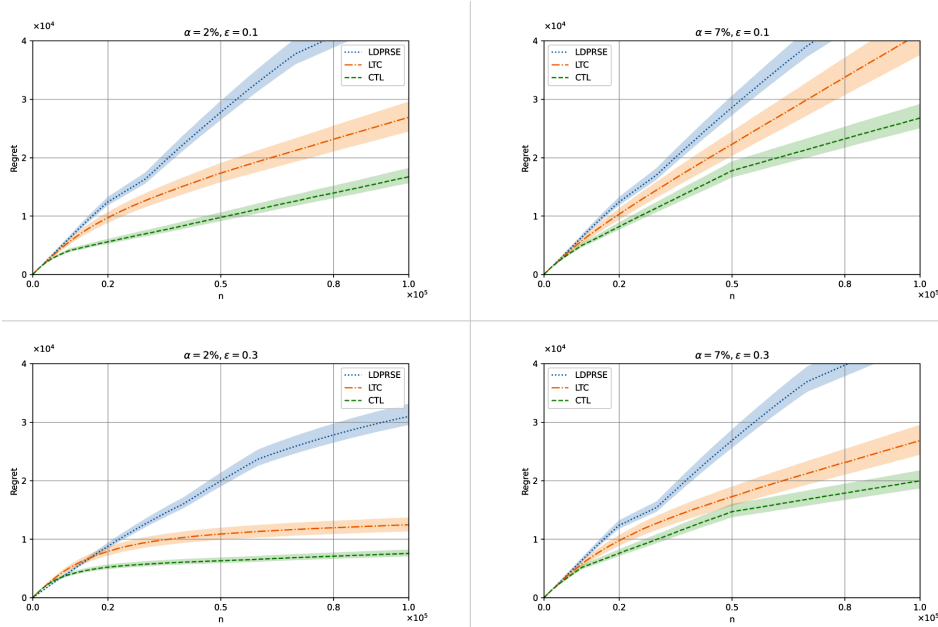 α = 2%, ε = 0.1
×10⁴
Regret
4
3
2
1
0
LDPRSE
LTC
CTL
0.0 0.2 0.5 0.8 1.0
n
×10⁵
α = 7%, ε = 0.1
×10⁴
Regret
4
3
2
1
0
LDPRSE
LTC
CTL
0.0 0.2 0.5 0.8 1.0
n
×10⁵
α = 2%, ε = 0.3
×10⁴
Regret
4
3
2
1
0
LDPRSE
LTC
CTL
0.0 0.2 0.5 0.8 1.0
n
×10⁵
α = 7%, ε = 0.3
×10⁴
Regret
4
3
2
1
0
LDPRSE
LTC
CTL
0.0 0.2 0.5 0.8 1.0
n
×10⁵